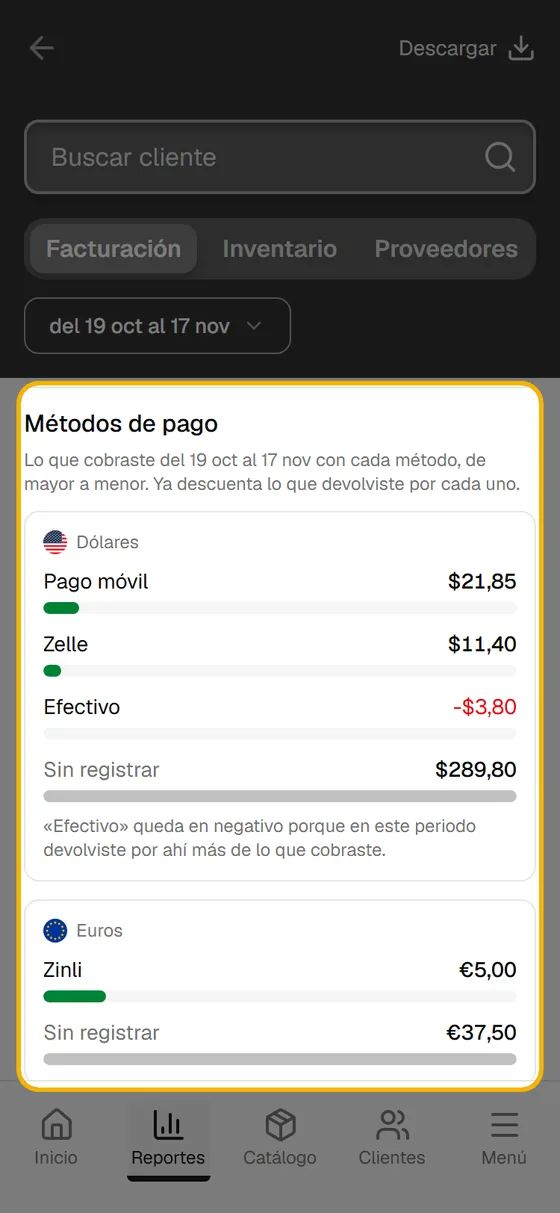 Descargar
Buscar cliente
Facturación Inventario Proveedores
del 19 oct al 17 nov
Métodos de pago
Lo que cobraste del 19 oct al 17 nov con cada método, de
mayor a menor. Ya descuenta lo que devolviste por cada uno.
Dólares
Pago móvil $21,85
Zelle $11,40
Efectivo -$3,80
Sin registrar $289,80
«Efectivo» queda en negativo porque en este periodo
devolviste por ahí más de lo que cobraste.
Euros
Zinli €5,00
Sin registrar €37,50
Inicio Reportes Catálogo Clientes Menú